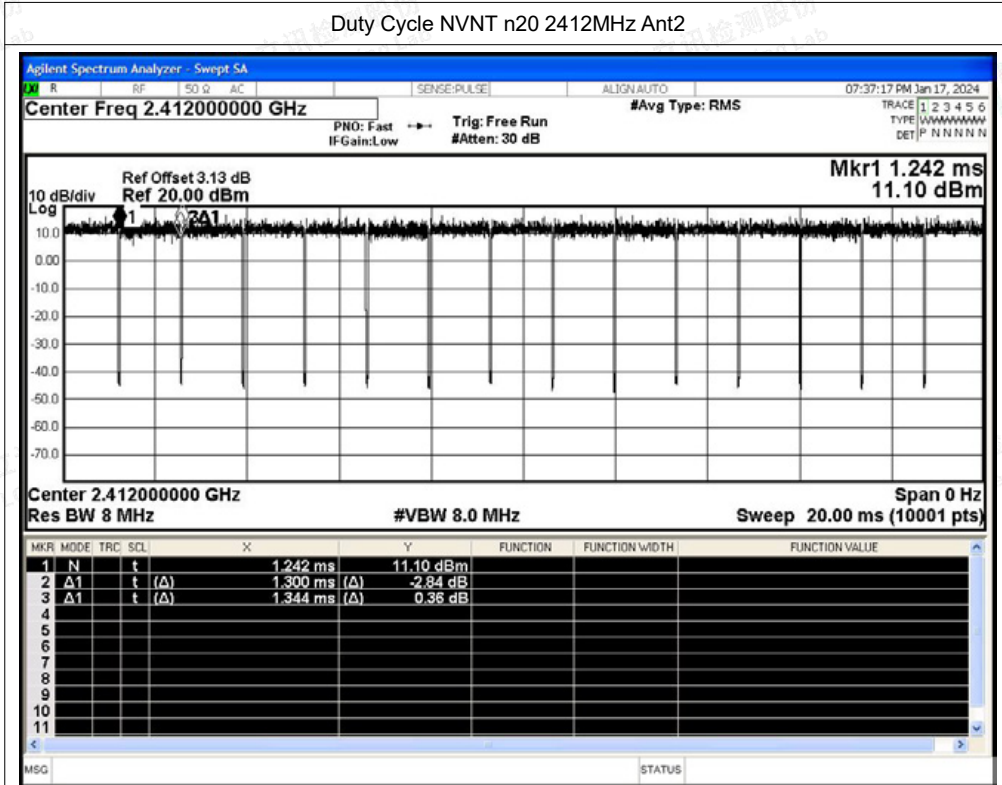 Duty Cycle NVNT n20 2412MHz Ant2
Agilent Spectrum Analyzer - Swept SA
R RF 50 Ω AC SENSE:PULSE ALIGN AUTO 07:37:17 PM Jan 17, 2024
Center Freq 2.412000000 GHz #Avg Type: RMS TRACE 1 2 3 4 5 6
PNO: Fast Trig: Free Run TYPE WWWWWW
IFGain:Low #Atten: 30 dB DET P N N N N N
Mkr1 1.242 ms
Ref Offset 3.13 dB
10 dB/div Ref 20.00 dBm 11.10 dBm
Log
1 3Δ1
10.0
0.00
-10.0
-20.0
-30.0
-40.0
-50.0
-60.0
-70.0
Center 2.412000000 GHz Span 0 Hz
Res BW 8 MHz #VBW 8.0 MHz Sweep 20.00 ms (10001 pts)
MKR MODE TRC SCL X Y FUNCTION FUNCTION WIDTH FUNCTION VALUE
1 N t 1.242 ms 11.10 dBm
2 Δ1 t (Δ) 1.300 ms (Δ) -2.84 dB
3 Δ1 t (Δ) 1.344 ms (Δ) 0.36 dB
4
5
6
7
8
9
10
11
MSG STATUS